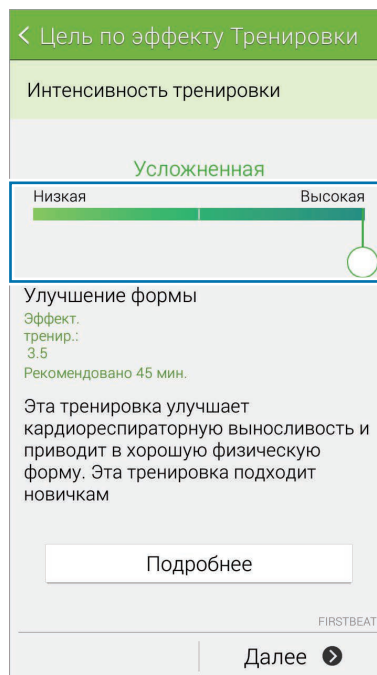 Цель по эффекту Тренировки
Интенсивность тренировки
Усложненная
Низкая Высокая
Улучшение формы
Эффект.
тренир.:
3.5
Рекомендовано 45 мин.
Эта тренировка улучшает
кардиореспираторную выносливость и
приводит в хорошую физическую
форму. Эта тренировка подходит
новичкам
Подробнее
FIRSTBEAT
Далее